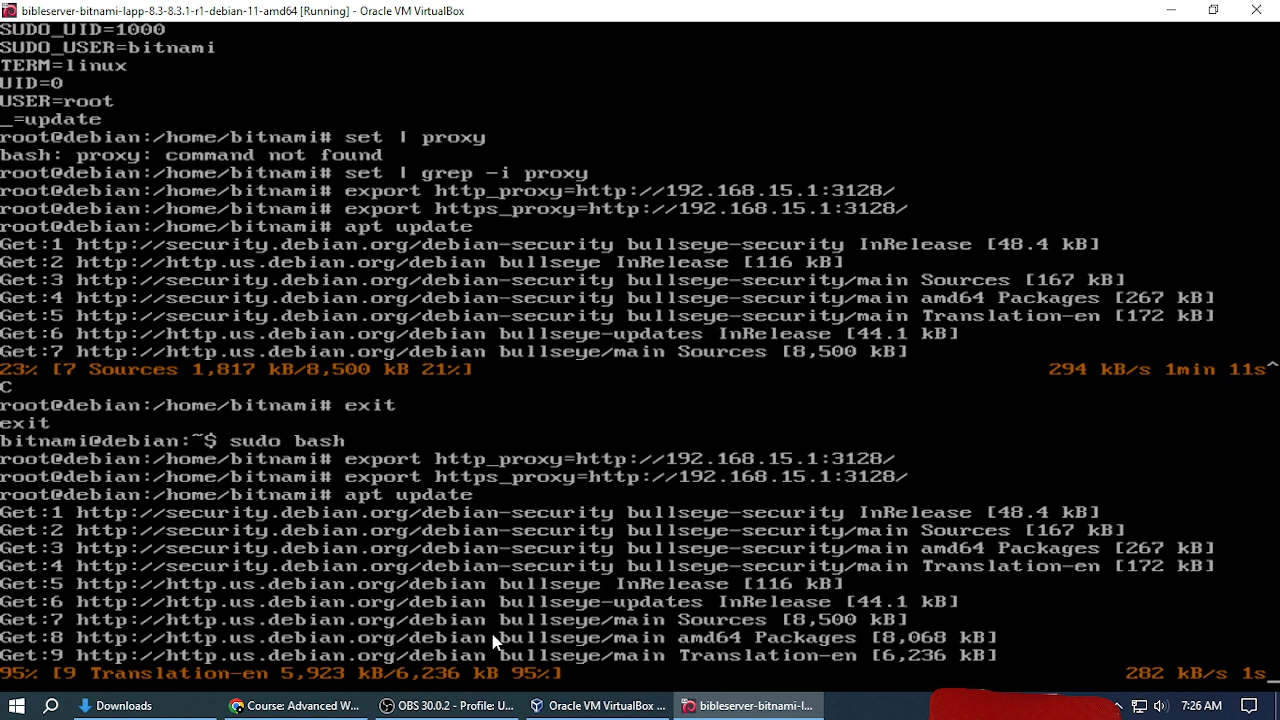 bibleserver-bitnami-lapp-8.3-8.3.1-r1-debian-11-amd64 [Running] - Oracle VM VirtualBox
SUDO_UID=1000
SUDO_USER=bitnami
TERM=linux
UID=0
USER=root
_=update
root@debian:/home/bitnami# set | proxy
bash: proxy: command not found
root@debian:/home/bitnami# set | grep -i proxy
root@debian:/home/bitnami# export http_proxy=http://192.168.15.1:3128/
root@debian:/home/bitnami# export https_proxy=http://192.168.15.1:3128/
root@debian:/home/bitnami# apt update
Get:1 http://security.debian.org/debian-security bullseye-security InRelease [48.4 kB]
Get:2 http://http.us.debian.org/debian bullseye InRelease [116 kB]
Get:3 http://security.debian.org/debian-security bullseye-security/main Sources [167 kB]
Get:4 http://security.debian.org/debian-security bullseye-security/main amd64 Packages [267 kB]
Get:5 http://security.debian.org/debian-security bullseye-security/main Translation-en [172 kB]
Get:6 http://http.us.debian.org/debian bullseye-updates InRelease [44.1 kB]
Get:7 http://http.us.debian.org/debian bullseye/main Sources [8,500 kB]
23% [7 Sources 1,817 kB/8,500 kB 21%] 294 kB/s 1min 11s^
C
root@debian:/home/bitnami# exit
exit
bitnami@debian:~$ sudo bash
root@debian:/home/bitnami# export http_proxy=http://192.168.15.1:3128/
root@debian:/home/bitnami# export https_proxy=http://192.168.15.1:3128/
root@debian:/home/bitnami# apt update
Get:1 http://security.debian.org/debian-security bullseye-security InRelease [48.4 kB]
Get:2 http://security.debian.org/debian-security bullseye-security/main Sources [167 kB]
Get:3 http://security.debian.org/debian-security bullseye-security/main amd64 Packages [267 kB]
Get:4 http://security.debian.org/debian-security bullseye-security/main Translation-en [172 kB]
Get:5 http://http.us.debian.org/debian bullseye InRelease [116 kB]
Get:6 http://http.us.debian.org/debian bullseye-updates InRelease [44.1 kB]
Get:7 http://http.us.debian.org/debian bullseye/main Sources [8,500 kB]
Get:8 http://http.us.debian.org/debian bullseye/main amd64 Packages [8,068 kB]
Get:9 http://http.us.debian.org/debian bullseye/main Translation-en [6,236 kB]
95% [9 Translation-en 5,923 kB/6,236 kB 95%] 282 kB/s 1s_
Downloads Course: Advanced W... OBS 30.0.2 - Profile: U... Oracle VM VirtualBox ... bibleserver-bitnami-l... 7:26 AM